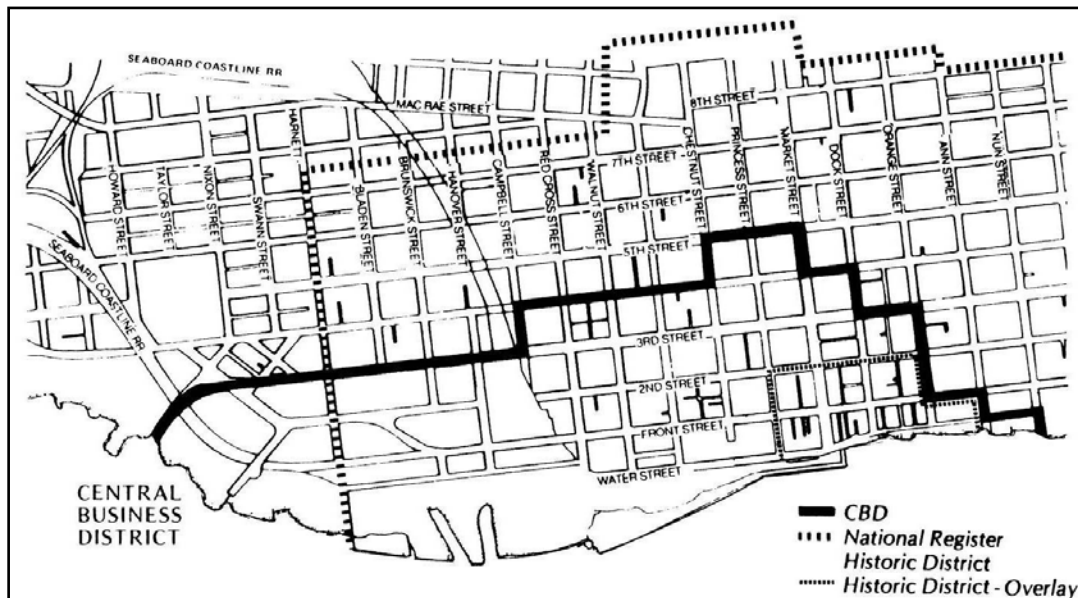 SEABOARD COASTLINE RR
MAC RAE STREET
8TH STREET
7TH STREET
6TH STREET
5TH STREET
3RD STREET
2ND STREET
FRONT STREET
WATER STREET
HOWARD STREET
TAYLOR STREET
NIXON STREET
SWANN STREET
HARNETT
BLADEN STREET
BRUNSWICK STREET
HANOVER STREET
CAMPBELL STREET
RED CROSS STREET
WALNUT STREET
CHESTNUT STREET
PRINCESS STREET
MARKET STREET
DOCK STREET
ORANGE STREET
ANN STREET
NUN STREET
SEABOARD COASTLINE RR
CENTRAL
BUSINESS
DISTRICT
CBD
National Register
Historic District
Historic District - Overlay